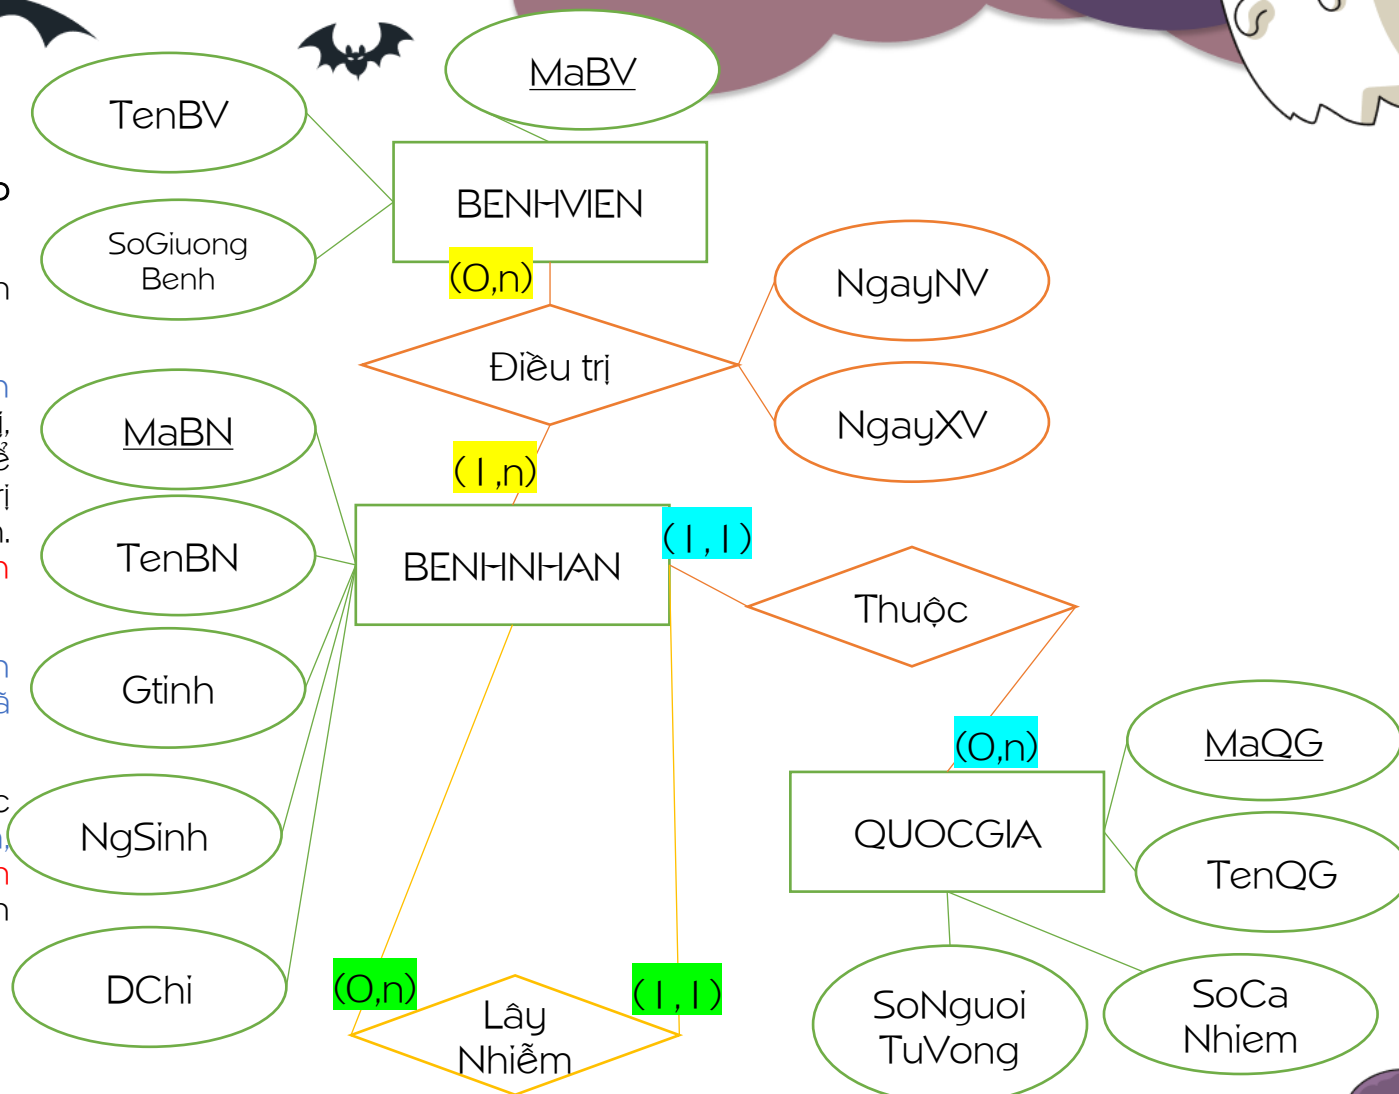 MaBV
TenBV
BENHVIEN
SoGiuong
Benh
(0,n)
NgayNV
Điều trị
NgayXV
MaBN
(1,n)
(1,1)
TenBN
BENHNHAN
Thuộc
Gtinh
(0,n)
MaQG
NgSinh
QUOCGIA
TenQG
DChi
(0,n)
(1,1)
Lây
Nhiễm
SoNguoi
TuVong
SoCa
Nhiem